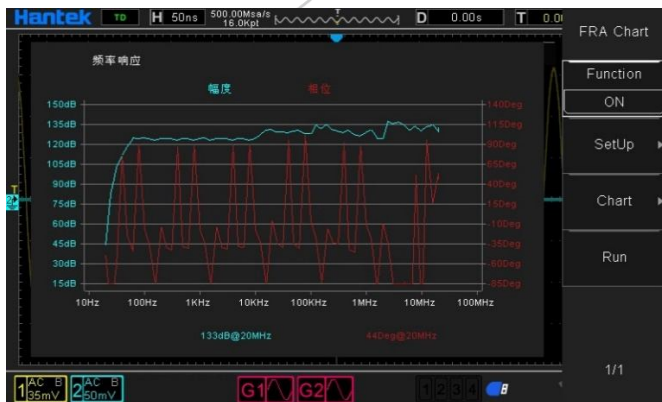 Hantek TD H 50ns 500.00Msa/s 16.0Kpt T D 0.00s T 0.0
FRA Chart
频率响应
幅度 相位
Function
ON
SetUp
Chart
Run
1/1
150dB 140Deg
135dB 115Deg
120dB 90Deg
105dB 65Deg
90dB 40Deg
75dB 15Deg
60dB -10Deg
45dB -35Deg
30dB -60Deg
15dB -85Deg
T
2
10Hz 100Hz 1KHz 10KHz 100KHz 1MHz 10MHz 100MHz
133dB@20MHz 44Deg@20MHz
1 AC B 35mV 2 AC B 50mV G1 G2 1 2 3 4